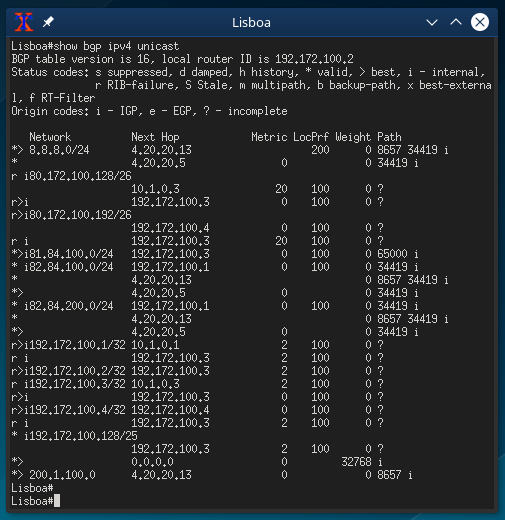 Lisboa
Lisboa#show bgp ipv4 unicast
BGP table version is 16, local router ID is 192.172.100.2
Status codes: s suppressed, d damped, h history, * valid, > best, i - internal,
              r RIB-failure, S Stale, m multipath, b backup-path, x best-externa
l, f RT-Filter
Origin codes: i - IGP, e - EGP, ? - incomplete
   Network          Next Hop            Metric LocPrf Weight Path
*> 8.8.8.0/24       4.20.20.13                    200      0 8657 34419 i
*                   4.20.20.5                0             0 34419 i
r i80.172.100.128/26
                    10.1.0.3                20    100      0 ?
r>i                 192.172.100.3            0    100      0 ?
r>i80.172.100.192/26
                    192.172.100.4            0    100      0 ?
r i                 192.172.100.3           20    100      0 ?
*>i81.84.100.0/24   192.172.100.3            0    100      0 65000 i
* i82.84.100.0/24   192.172.100.1            0    100      0 34419 i
*                   4.20.20.13                             0 8657 34419 i
*>                  4.20.20.5                0             0 34419 i
* i82.84.200.0/24   192.172.100.1            0    100      0 34419 i
*                   4.20.20.13                             0 8657 34419 i
*>                  4.20.20.5                0             0 34419 i
r>i192.172.100.1/32 10.1.0.1                 2    100      0 ?
r i                 192.172.100.3            2    100      0 ?
r>i192.172.100.2/32 192.172.100.3            2    100      0 ?
r i192.172.100.3/32 10.1.0.3                 2    100      0 ?
r>i                 192.172.100.3            0    100      0 ?
r>i192.172.100.4/32 192.172.100.4            0    100      0 ?
r i                 192.172.100.3            2    100      0 ?
* i192.172.100.128/25
                    192.172.100.3            2    100      0 ?
*>                  0.0.0.0                  0         32768 i
*> 200.1.100.0      4.20.20.13               0             0 8657 i
Lisboa#
Lisboa#